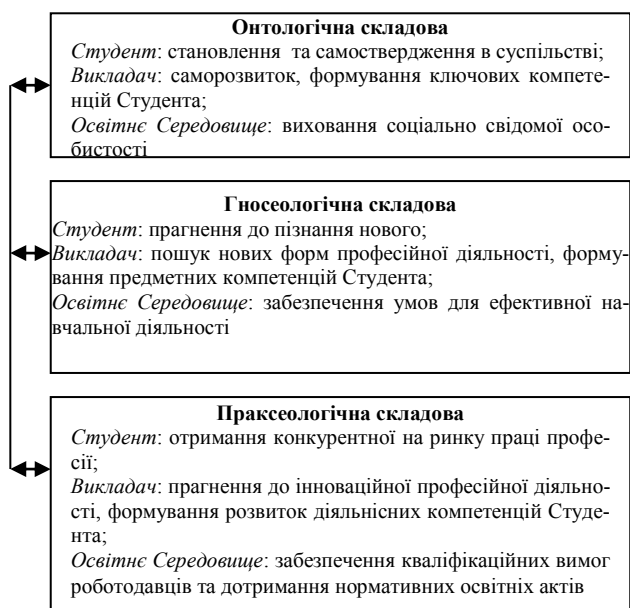 Онтологічна складова
Студент: становлення та самоствердження в суспільстві;
Викладач: саморозвиток, формування ключових компете-
нцій Студента;
Освітнє Середовище: виховання соціально свідомої осо-
бистості
Гносеологічна складова
Студент: прагнення до пізнання нового;
Викладач: пошук нових форм професійної діяльності, форму-
вання предметних компетенцій Студента;
Освітнє Середовище: забезпечення умов для ефективної на-
вчальної діяльності
Праксеологічна складова
Студент: отримання конкурентної на ринку праці профе-
сії;
Викладач: прагнення до інноваційної професійної діяльно-
сті, формування розвиток діяльнісних компетенцій Студе-
нта;
Освітнє Середовище: забезпечення кваліфікаційних вимог
роботодавців та дотримання нормативних освітніх актів